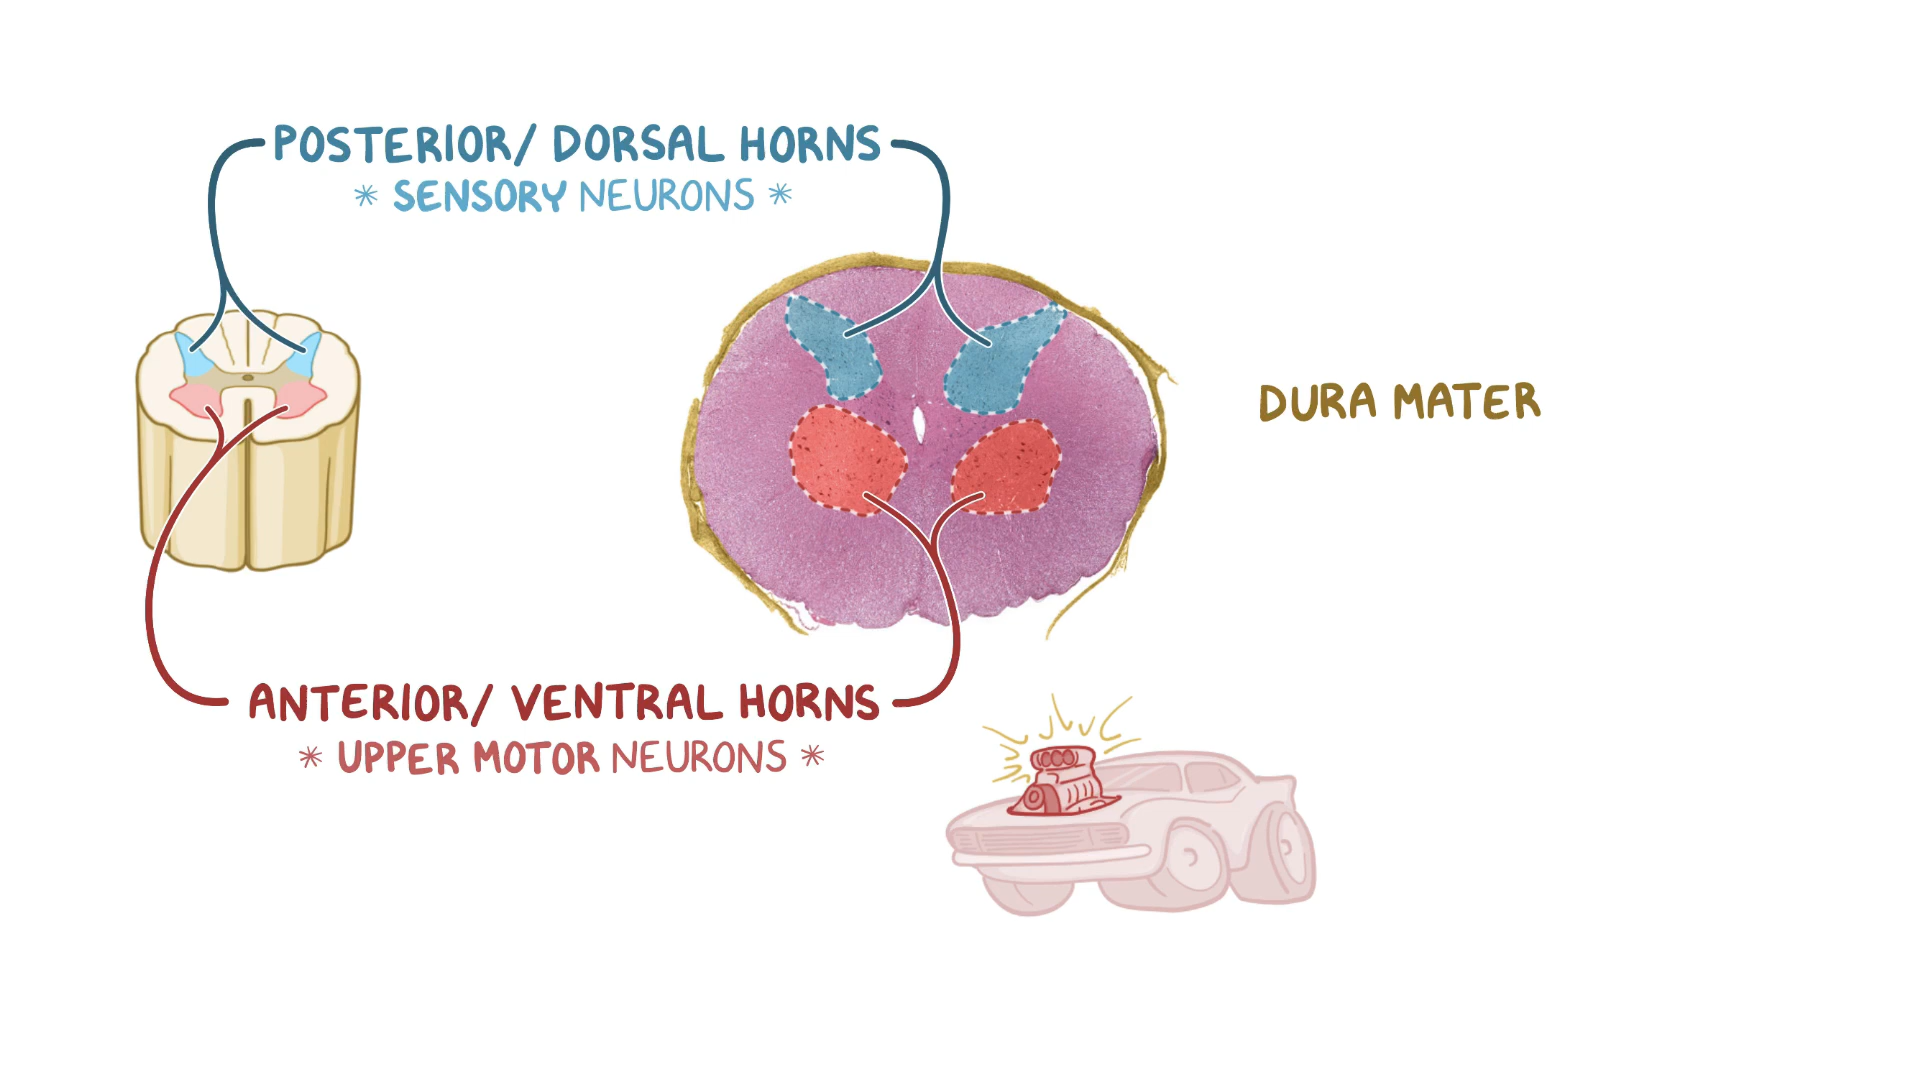 POSTERIOR/ DORSAL HORNS
* SENSORY NEURONS *
DURA MATER
ANTERIOR/ VENTRAL HORNS
* UPPER MOTOR NEURONS *